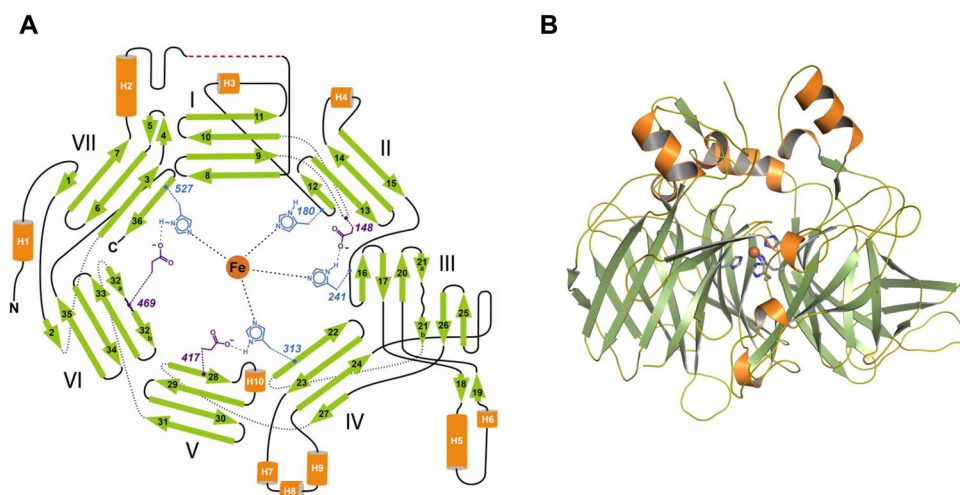 A
B
H2
I
H3
H4
VII
II
5
4
11
10
9
8
7
3
14
15
12
13
1
6
36
527
180
148
H
N
H
N
H1
C
N
Fe
O
O
N
469
241
III
16
17
20
21
a
25
26
21
b
2
35
33
32
a
32
b
34
VI
417
313
22
23
24
27
28
29
30
31
H10
IV
V
18
19
H5
H6
H7
H8
H9